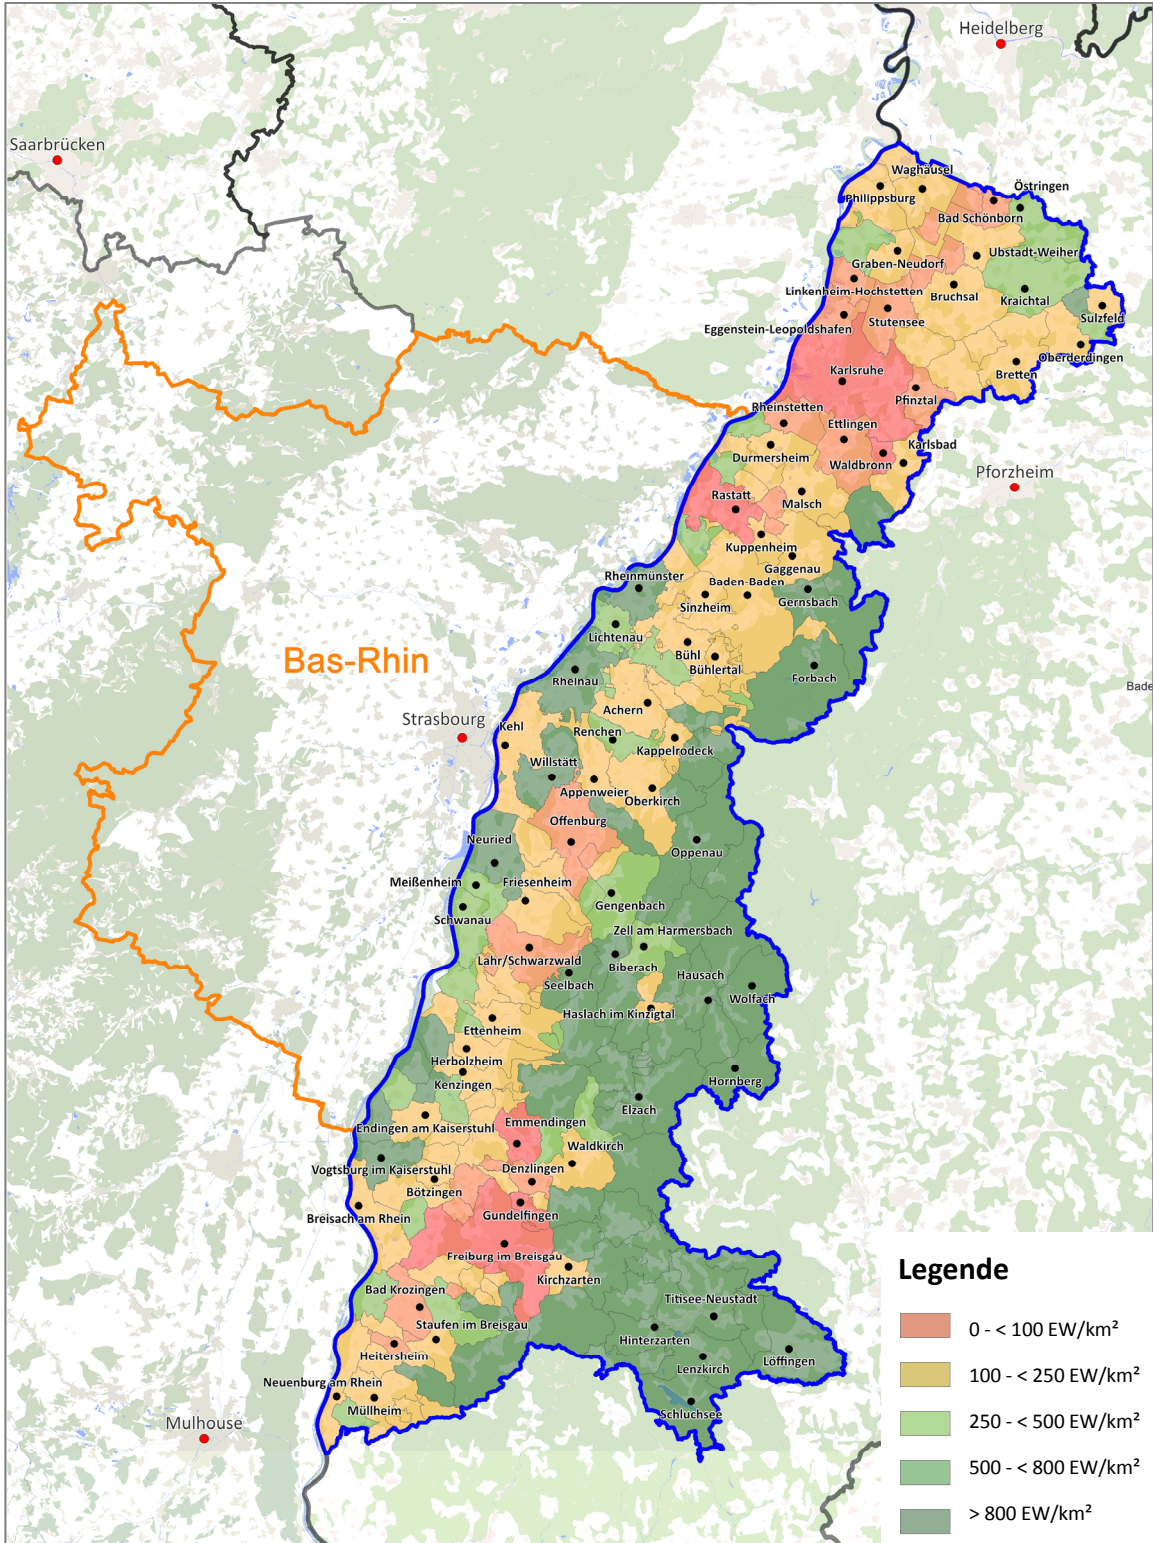 Heidelberg
Saarbrücken
Waghäusel
Östringen
Philippsburg
Bad Schönborn
Ubstadt-Weiher
Graben-Neudorf
Linkenheim-Hochstetten
Bruchsal
Kraichtal
Sulzfeld
Stutensee
Eggenstein-Leopoldshafen
Oberderdingen
Karlsruhe
Bretten
Pfinztal
Rheinstetten
Ettlingen
Karlsbad
Durmersheim
Waldbronn
Pforzheim
Rastatt
Malsch
Kuppenheim
Gaggenau
Rheinmünster
Baden-Baden
Sinzheim
Gernsbach
Lichtenau
Bas-Rhin
Bühl
Bühlertal
Rheinau
Forbach
Bade
Achern
Strasbourg
Kehl
Renchen
Kappelrodeck
Willstätt
Appenweier
Oberkirch
Offenburg
Neuried
Oppenau
Meißenheim
Friesenheim
Gengenbach
Schwanau
Zell am Harmersbach
Lahr/Schwarzwald
Biberach
Hausach
Seelbach
Wolfach
Haslach im Kinzigtal
Ettenheim
Herbolzheim
Kenzingen
Hornberg
Elzach
Endingen am Kaiserstuhl
Emmendingen
Waldkirch
Vogtsburg im Kaiserstuhl
Denzlingen
Bötzingen
Breisach am Rhein
Gundelfingen
Freiburg im Breisgau
Kirchzarten
Legende
Bad Krozingen
Titisee-Neustadt
Staufen im Breisgau
0 - < 100 EW/km²
Hinterzarten
Heitersheim
Lenzkirch
Löffingen
100 - < 250 EW/km²
Neuenburg am Rhein
Müllheim
Schluchsee
Mulhouse
250 - < 500 EW/km²
500 - < 800 EW/km²
> 800 EW/km²